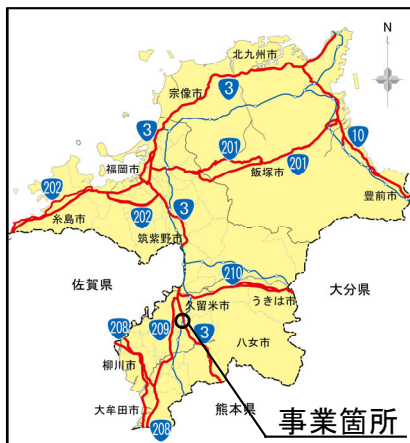 N
北九州市
宗像市
3
3
10
201
福岡市
201
飯塚市
202
豊前市
糸島市
202
筑紫野市
3
210
佐賀県
大分県
久留米市
うきは市
208
209
3
八女市
柳川市
大牟田市
熊本県
208
事業箇所